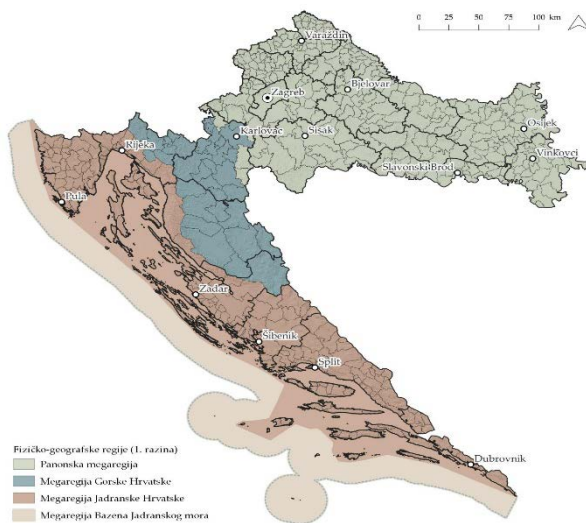 0 25 50 75 100 km
Varaždin
Zagreb
Bjelovar
Karlovac
Sisak
Osijek
Vinkovci
Slavonski Brod
Rijeka
Pula
Zadar
Šibenik
Split
Dubrovnik
Fizičko-geografske regije (1. razina)
Panonska megaregija
Megaregija Gorske Hrvatske
Megaregija Jadranske Hrvatske
Megaregija Bazena Jadranskog mora